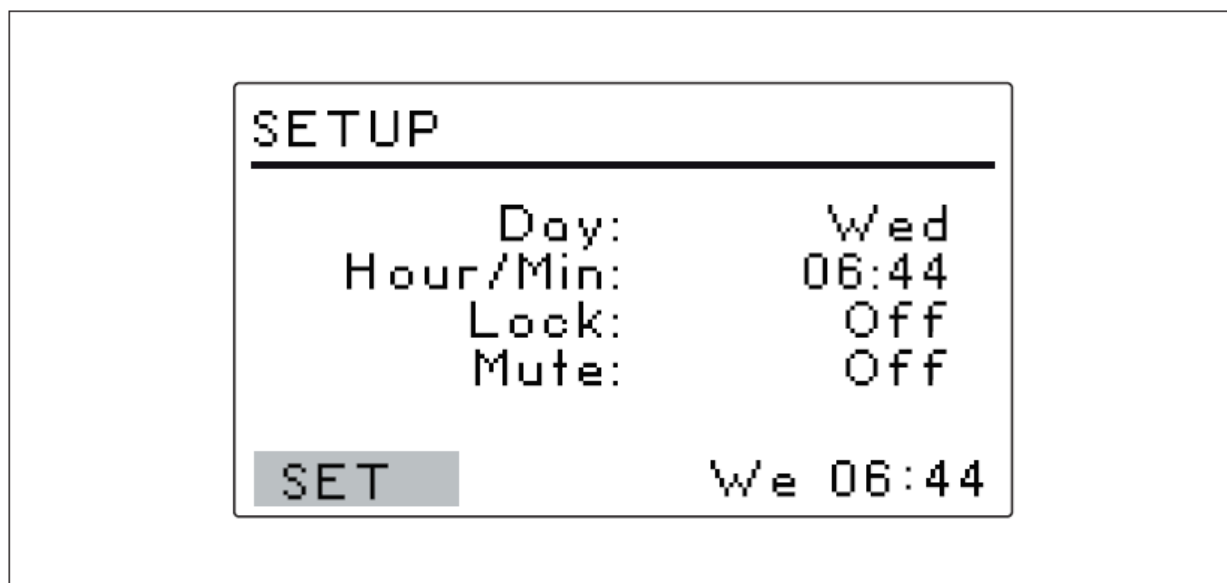 SETUP
Day: Wed
Hour/Min: 06:44
Lock: Off
Mute: Off
SET We 06:44